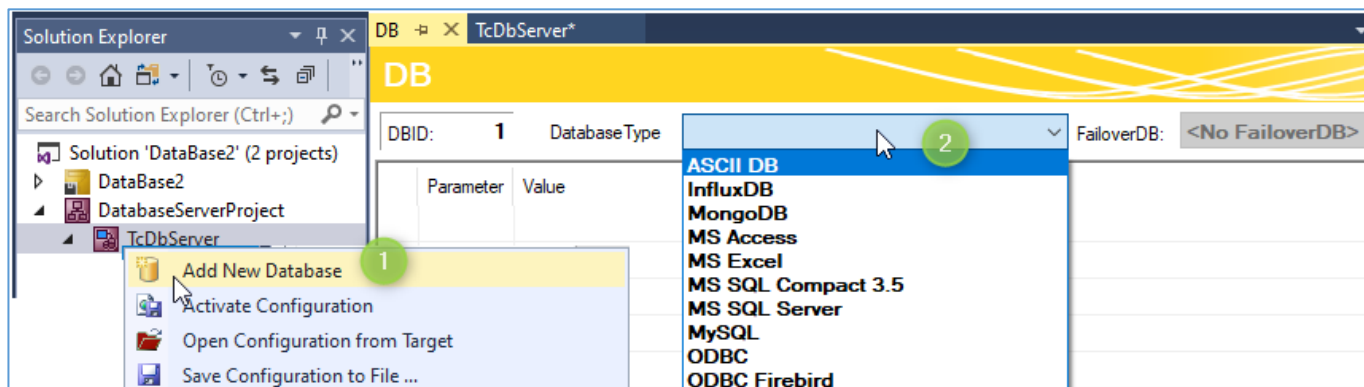 Solution Explorer
Search Solution Explorer (Ctrl+;)
Solution 'DataBase2' (2 projects)
DataBase2
DatabaseServerProject
TcDbServer
1
Add New Database
Activate Configuration
Open Configuration from Target
Save Configuration to File ...
DB
TcDbServer*
DB
DBID: 1 DatabaseType
2
FailoverDB: <No FailoverDB>
Parameter Value
ASCII DB
InfluxDB
MongoDB
MS Access
MS Excel
MS SQL Compact 3.5
MS SQL Server
MySQL
ODBC
ODBC Firebird